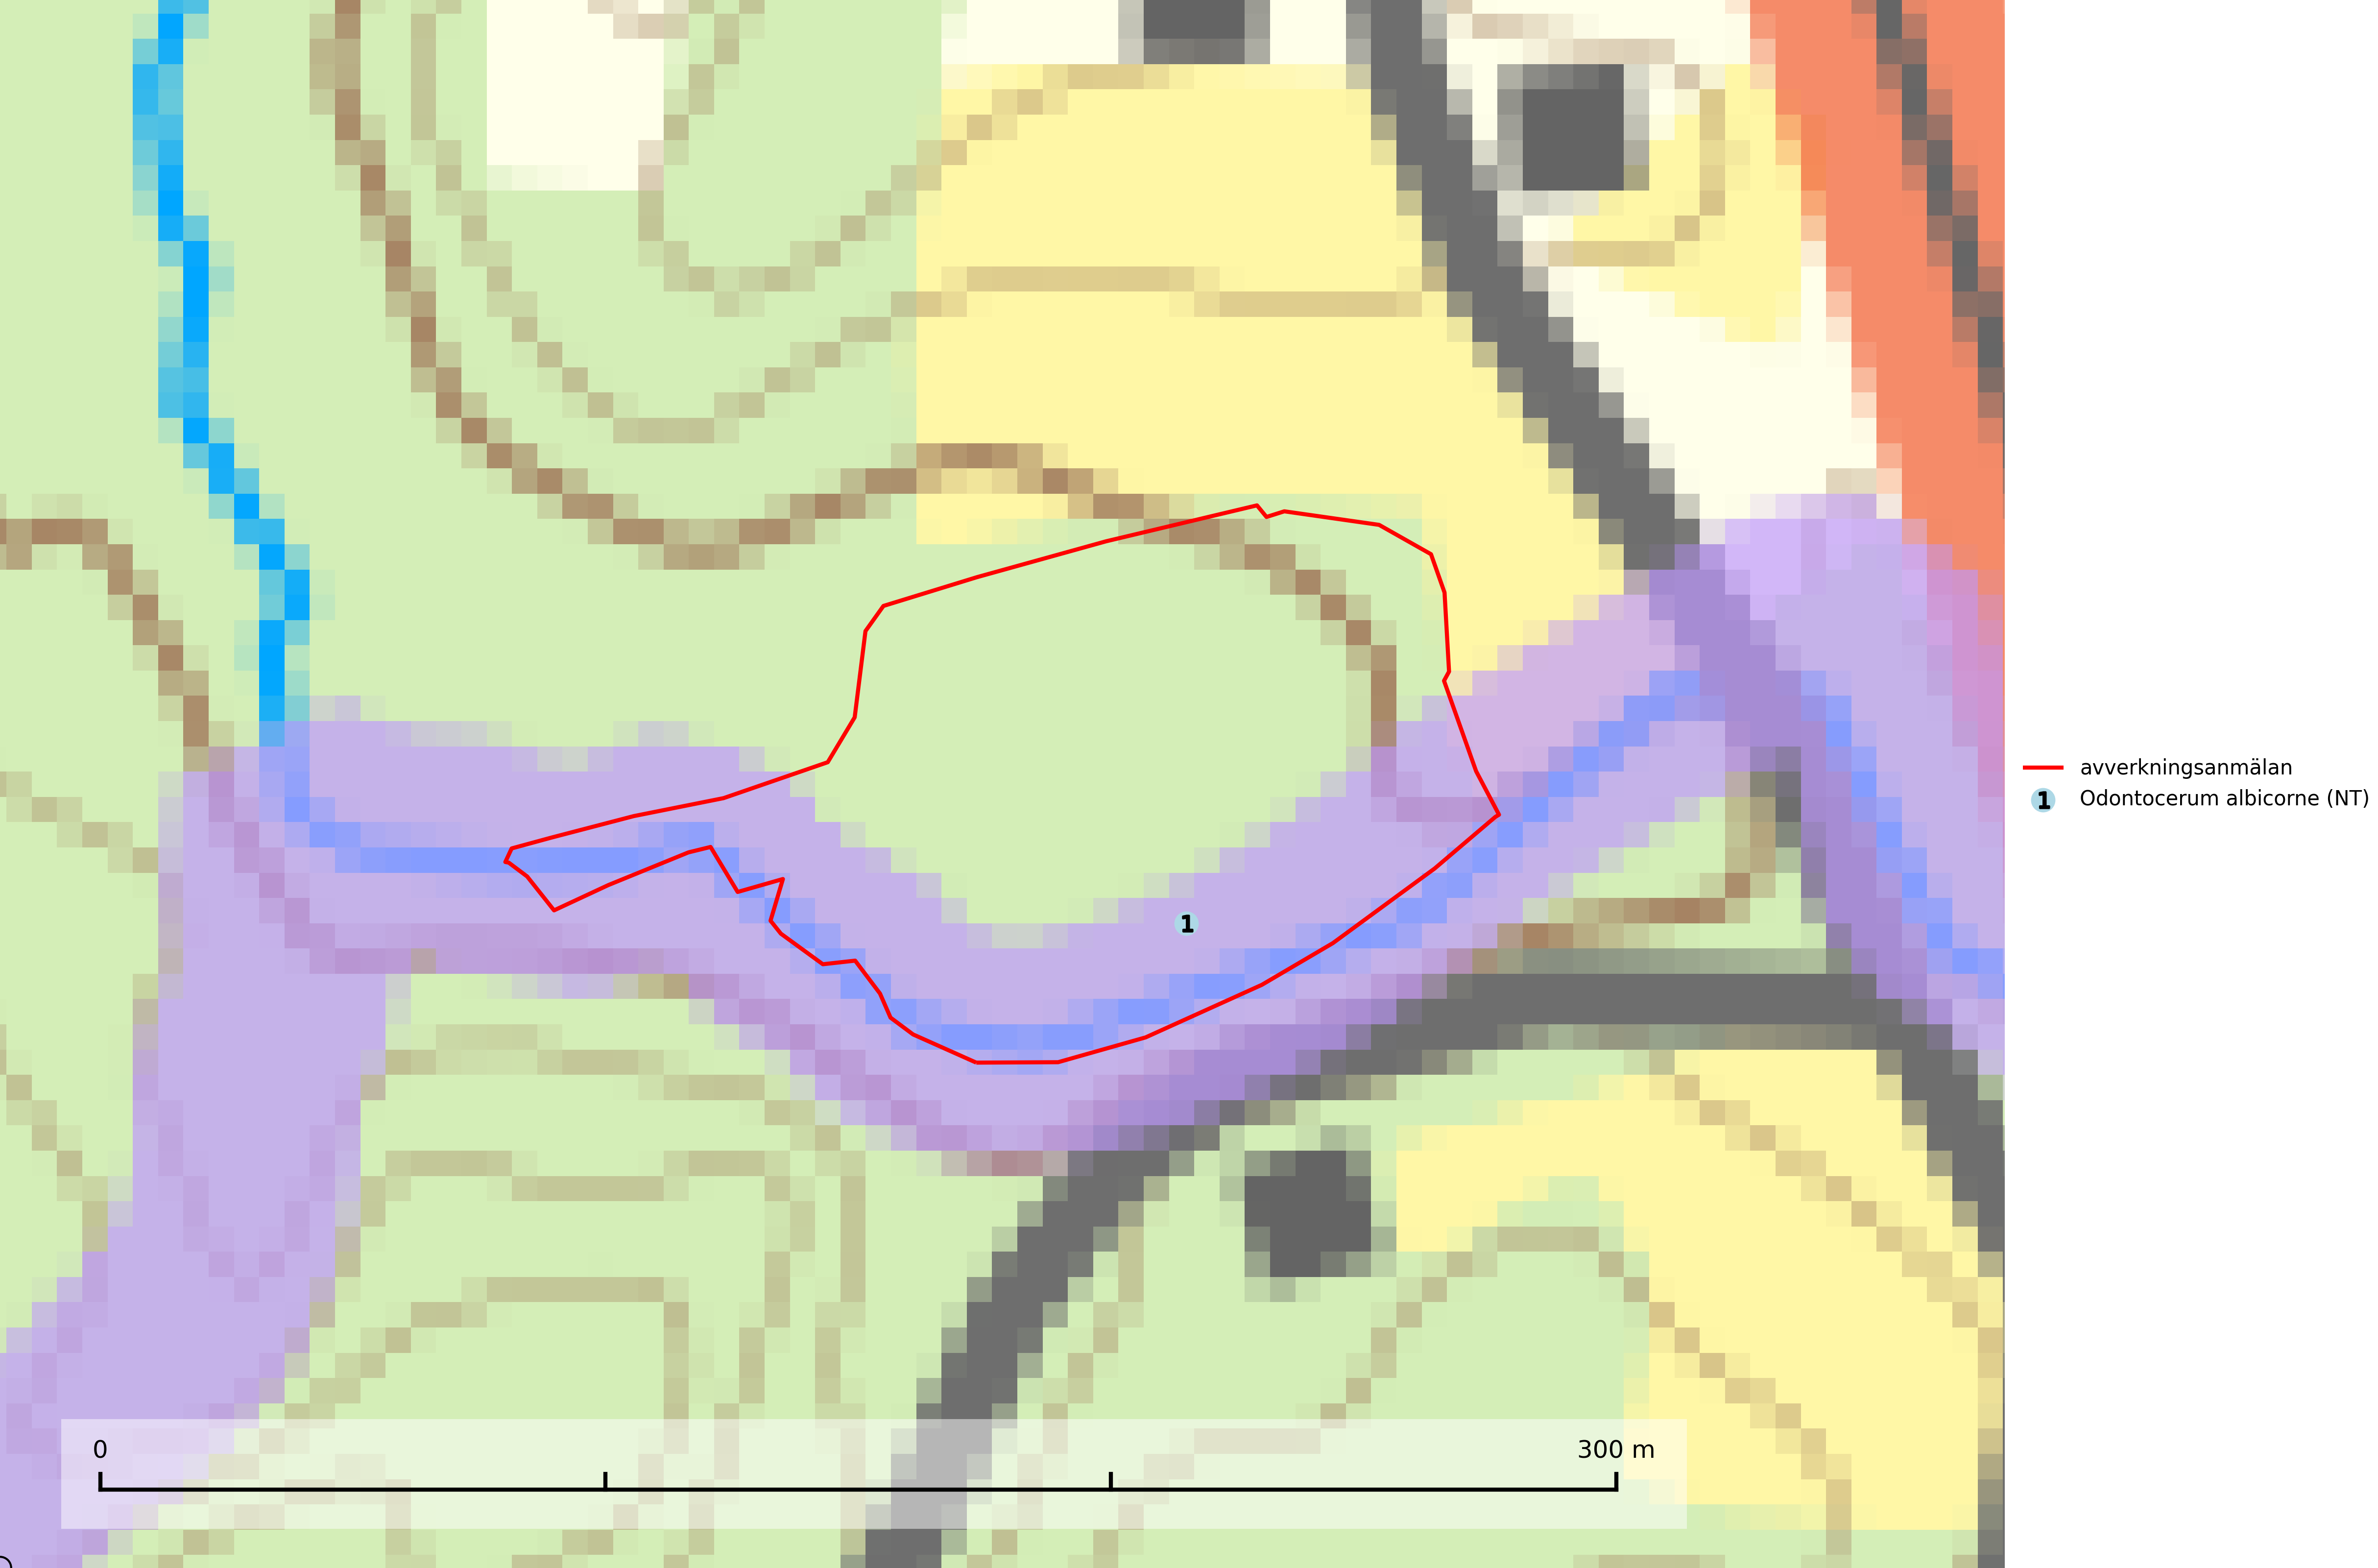 avverkningsanmälan
1 Odontocerum albicorne (NT)
1
0 300 m